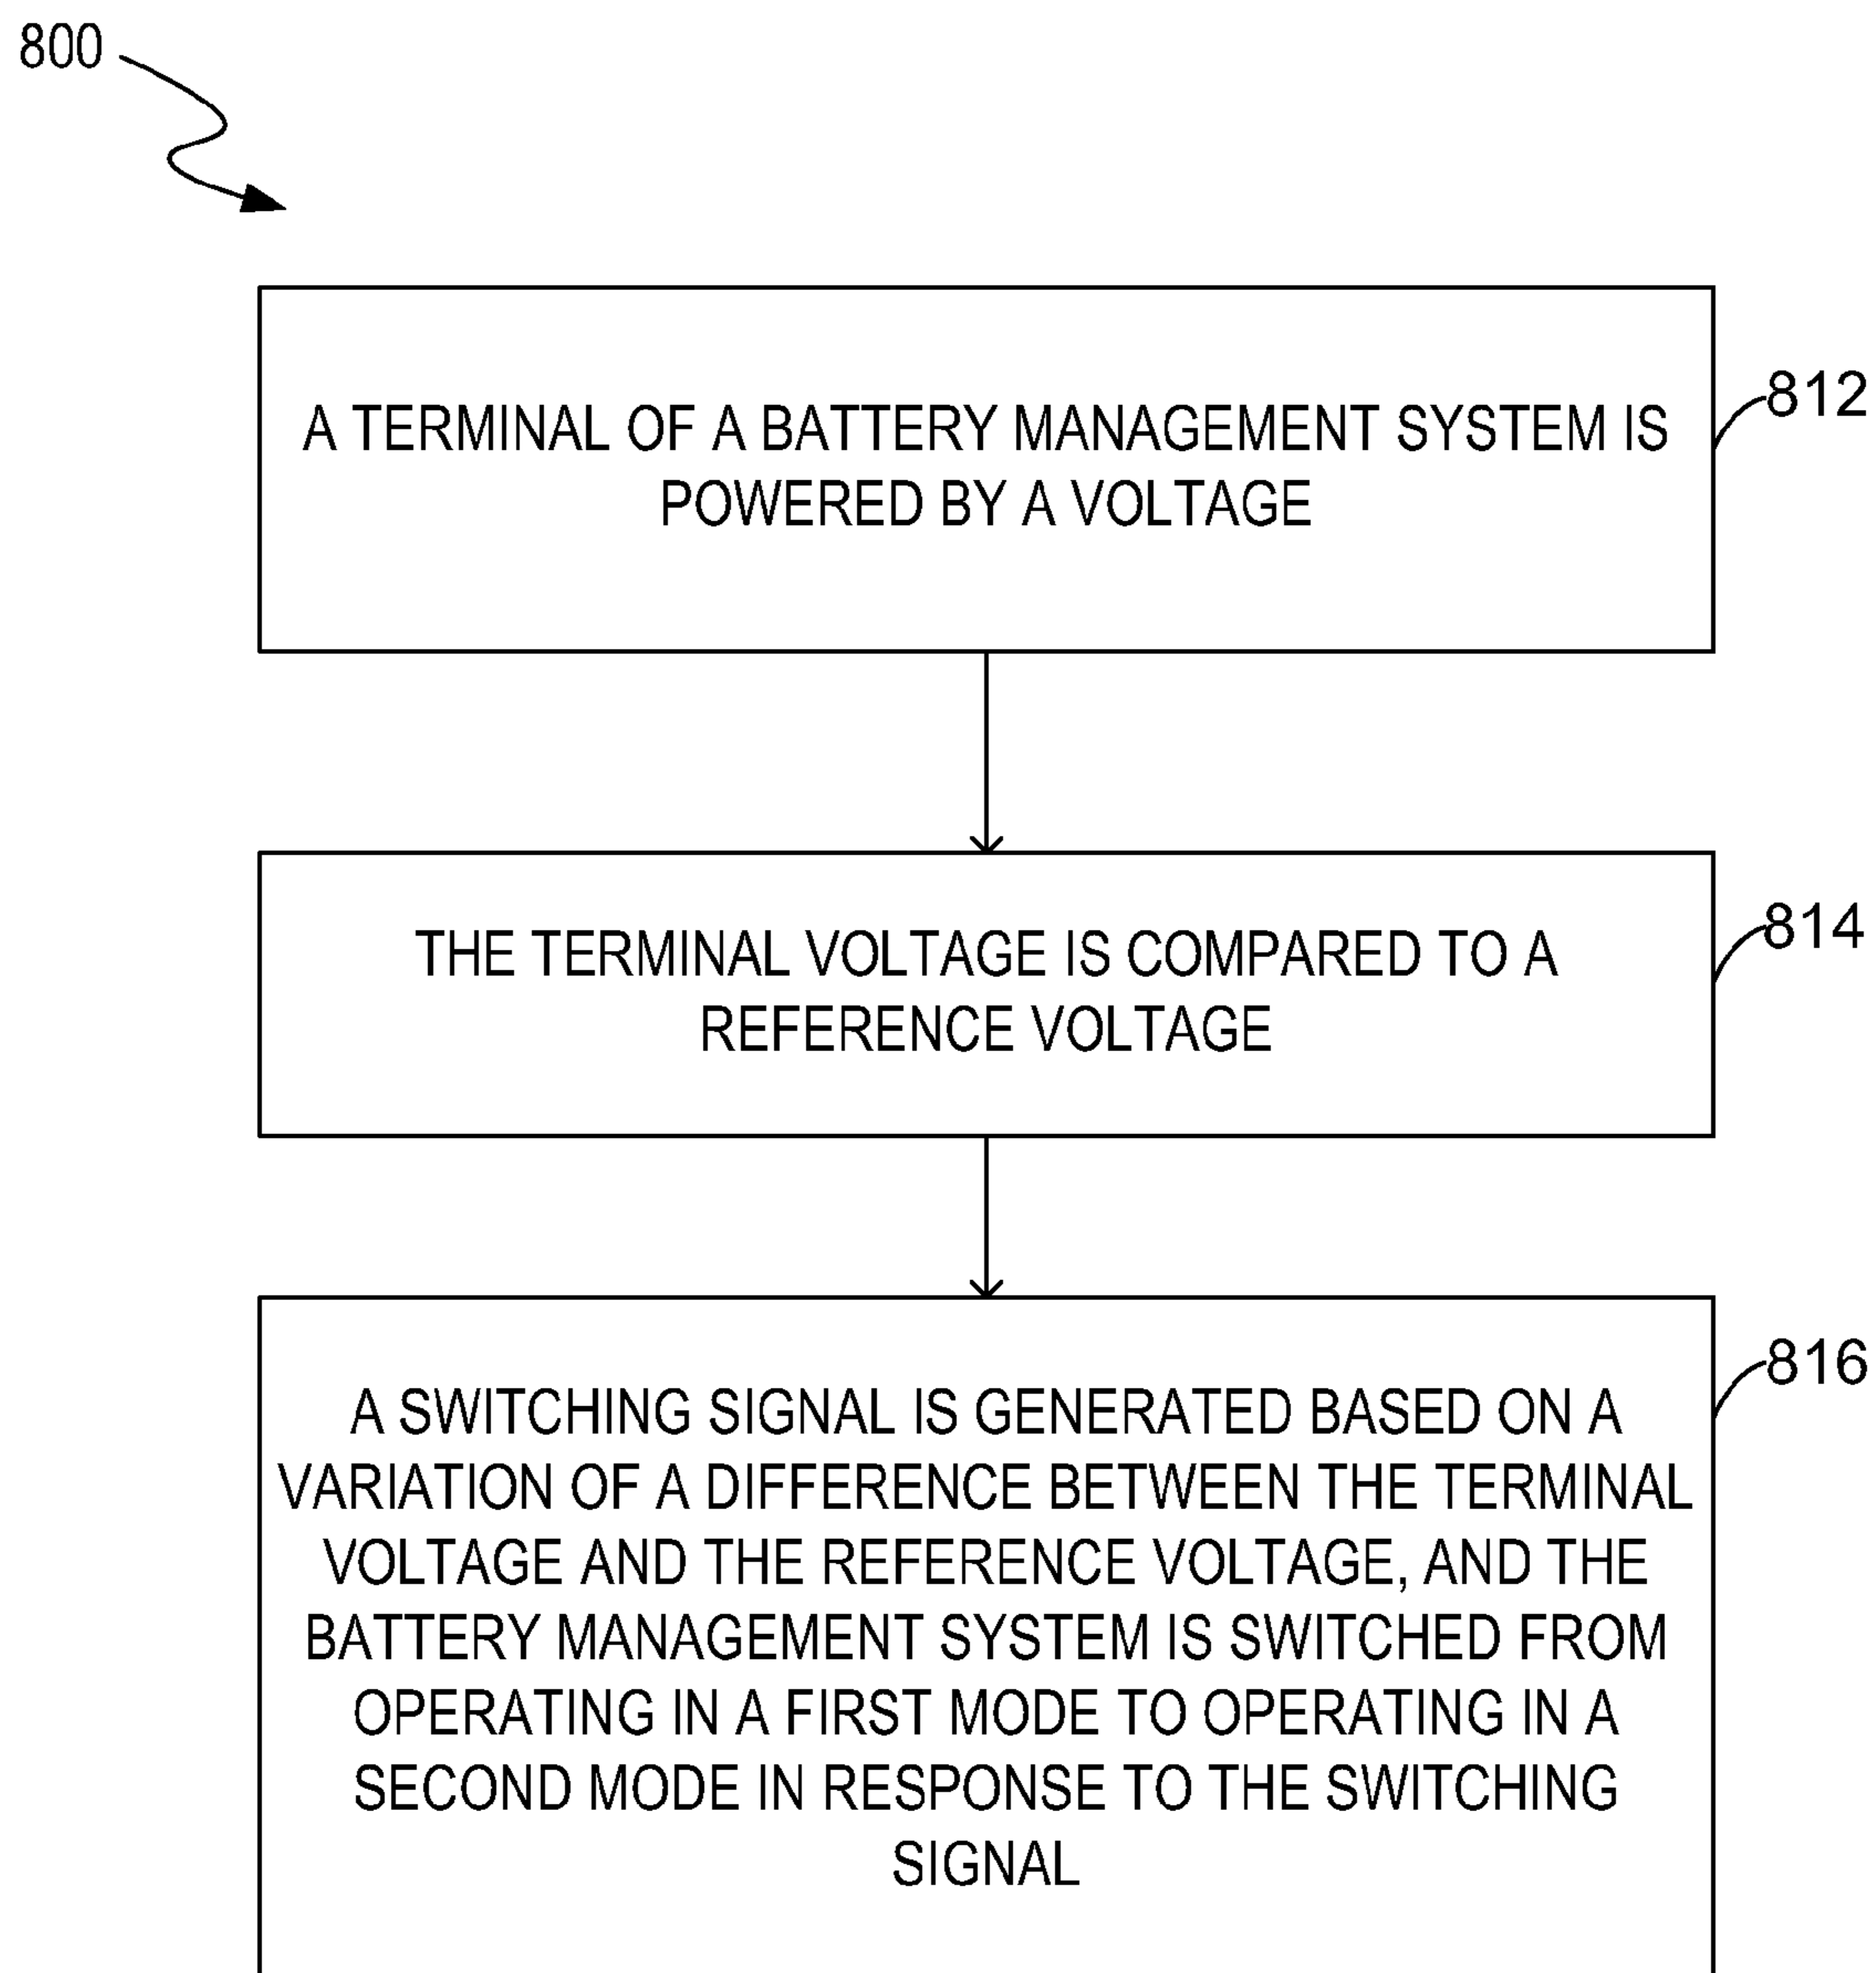 800
A TERMINAL OF A BATTERY MANAGEMENT SYSTEM IS
POWERED BY A VOLTAGE
812
THE TERMINAL VOLTAGE IS COMPARED TO A
REFERENCE VOLTAGE
814
A SWITCHING SIGNAL IS GENERATED BASED ON A
VARIATION OF A DIFFERENCE BETWEEN THE TERMINAL
VOLTAGE AND THE REFERENCE VOLTAGE, AND THE
BATTERY MANAGEMENT SYSTEM IS SWITCHED FROM
OPERATING IN A FIRST MODE TO OPERATING IN A
SECOND MODE IN RESPONSE TO THE SWITCHING
SIGNAL
816